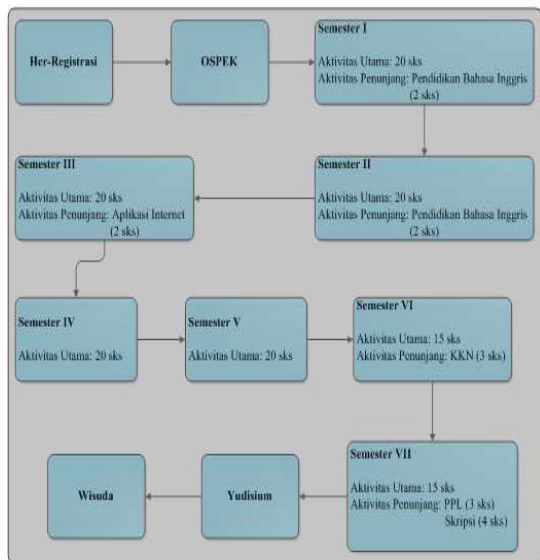 Her-Registrasi
OSPEK
Semester I
Aktivitas Utama: 20 sks
Aktivitas Penunjang: Pendidikan Bahasa Inggris
(2 sks)
Semester II
Aktivitas Utama: 20 sks
Aktivitas Penunjang: Pendidikan Bahasa Inggris
(2 sks)
Semester III
Aktivitas Utama: 20 sks
Aktivitas Penunjang: Aplikasi Internet
(2 sks)
Semester IV
Aktivitas Utama: 20 sks
Semester V
Aktivitas Utama: 20 sks
Semester VI
Aktivitas Utama: 15 sks
Aktivitas Penunjang: KKN (3 sks)
Semester VII
Aktivitas Utama: 15 sks
Aktivitas Penunjang: PPL (3 sks)
Skripsi (4 sks)
Yudisium
Wisuda